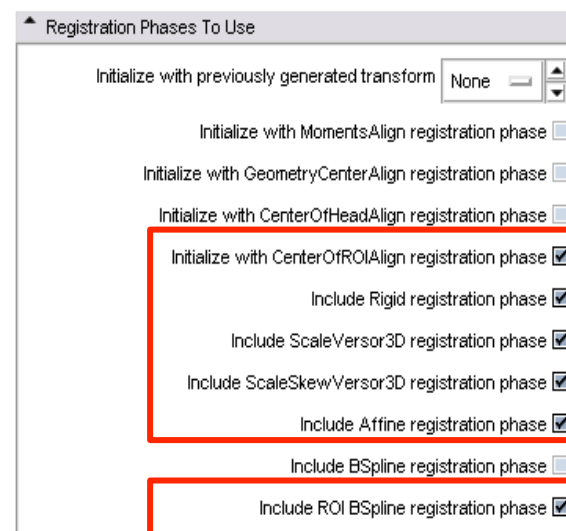 Registration Phases To Use
Initialize with previously generated transform None
Initialize with MomentsAlign registration phase
Initialize with GeometryCenterAlign registration phase
Initialize with CenterOfHeadAlign registration phase
Initialize with CenterOfROIAlign registration phase
Include Rigid registration phase
Include ScaleVersor3D registration phase
Include ScaleSkewVersor3D registration phase
Include Affine registration phase
Include BSpline registration phase
Include ROI BSpline registration phase